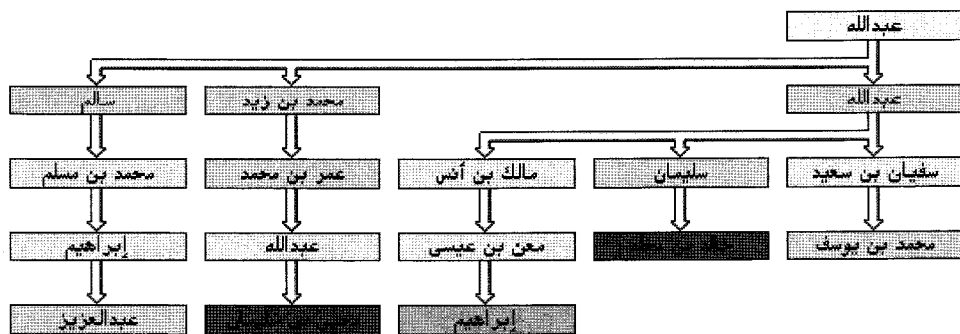 عبدالله
سالم
محمد بن زيد
عبدالله
محمد بن مسلم
عمر بن محمد
مالك بن أنس
سليمان
سفيان بن سعيد
إبراهيم
عبدالله
معن بن عيسى
محمد بن يوسف
عبدالعزيز
إبراهيم